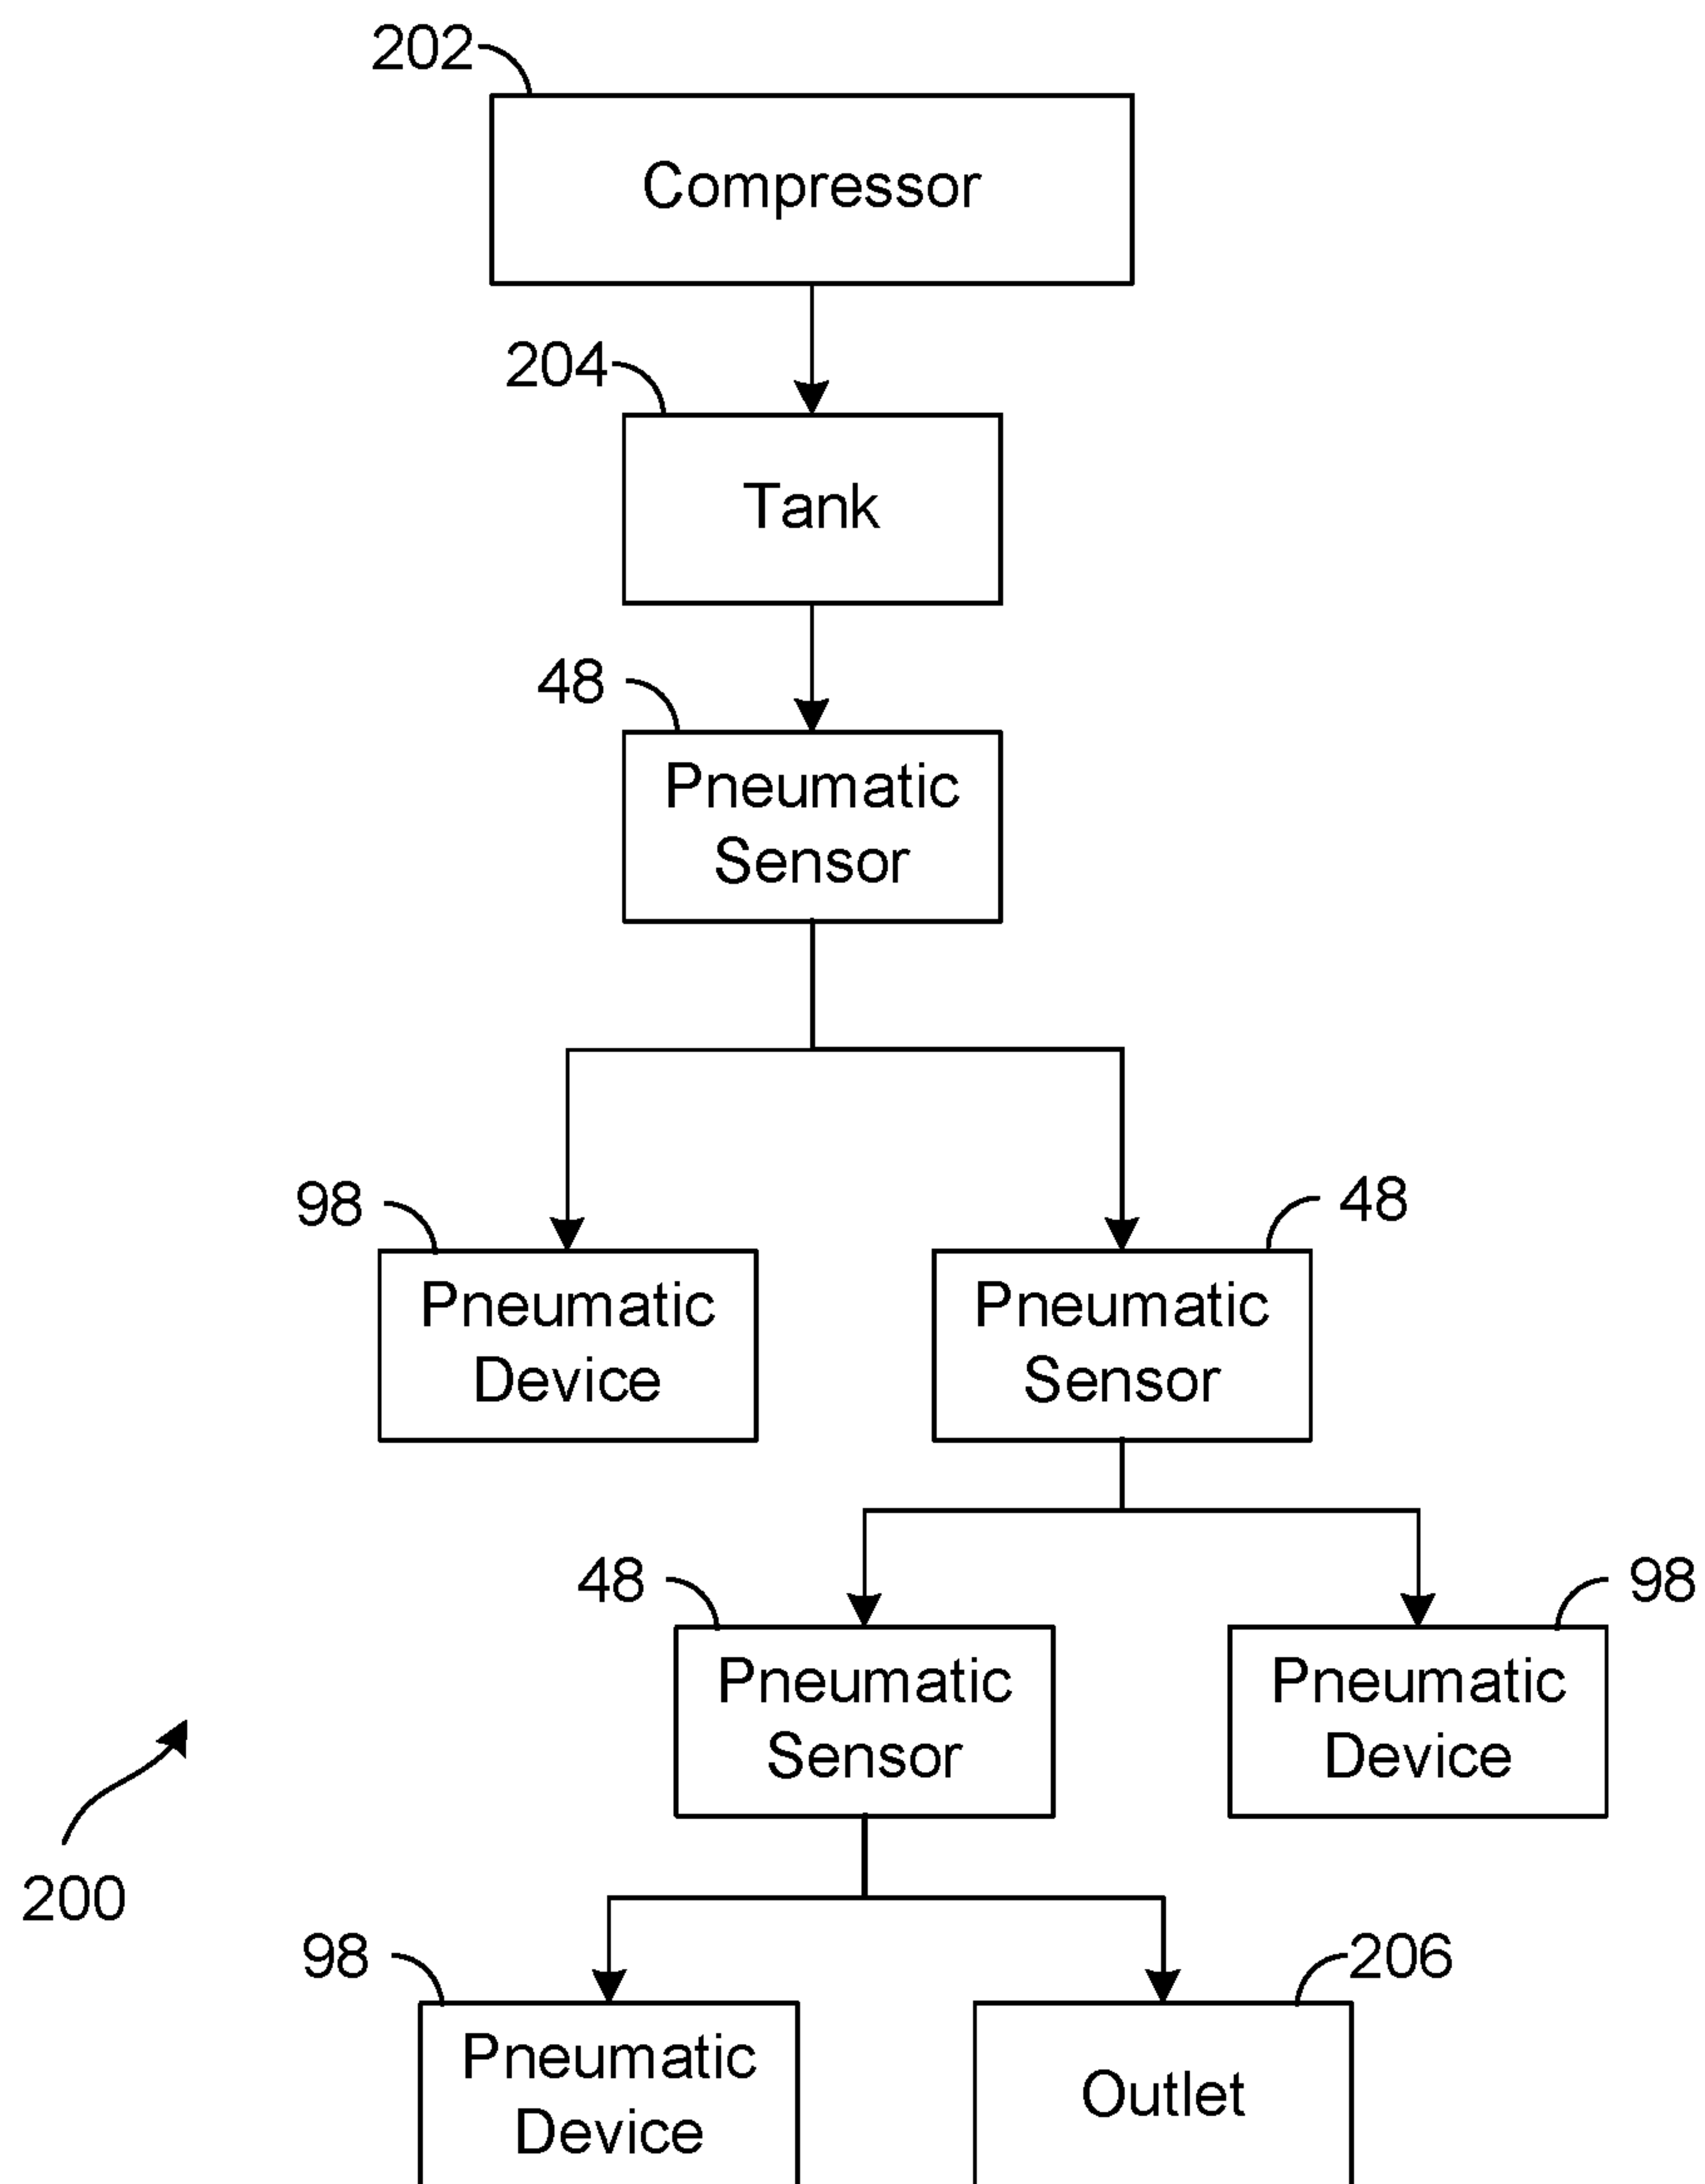 202
Compressor
204
Tank
48
Pneumatic
Sensor
98
Pneumatic
Device
48
Pneumatic
Sensor
48
Pneumatic
Sensor
98
Pneumatic
Device
200
98
Pneumatic
Device
206
Outlet